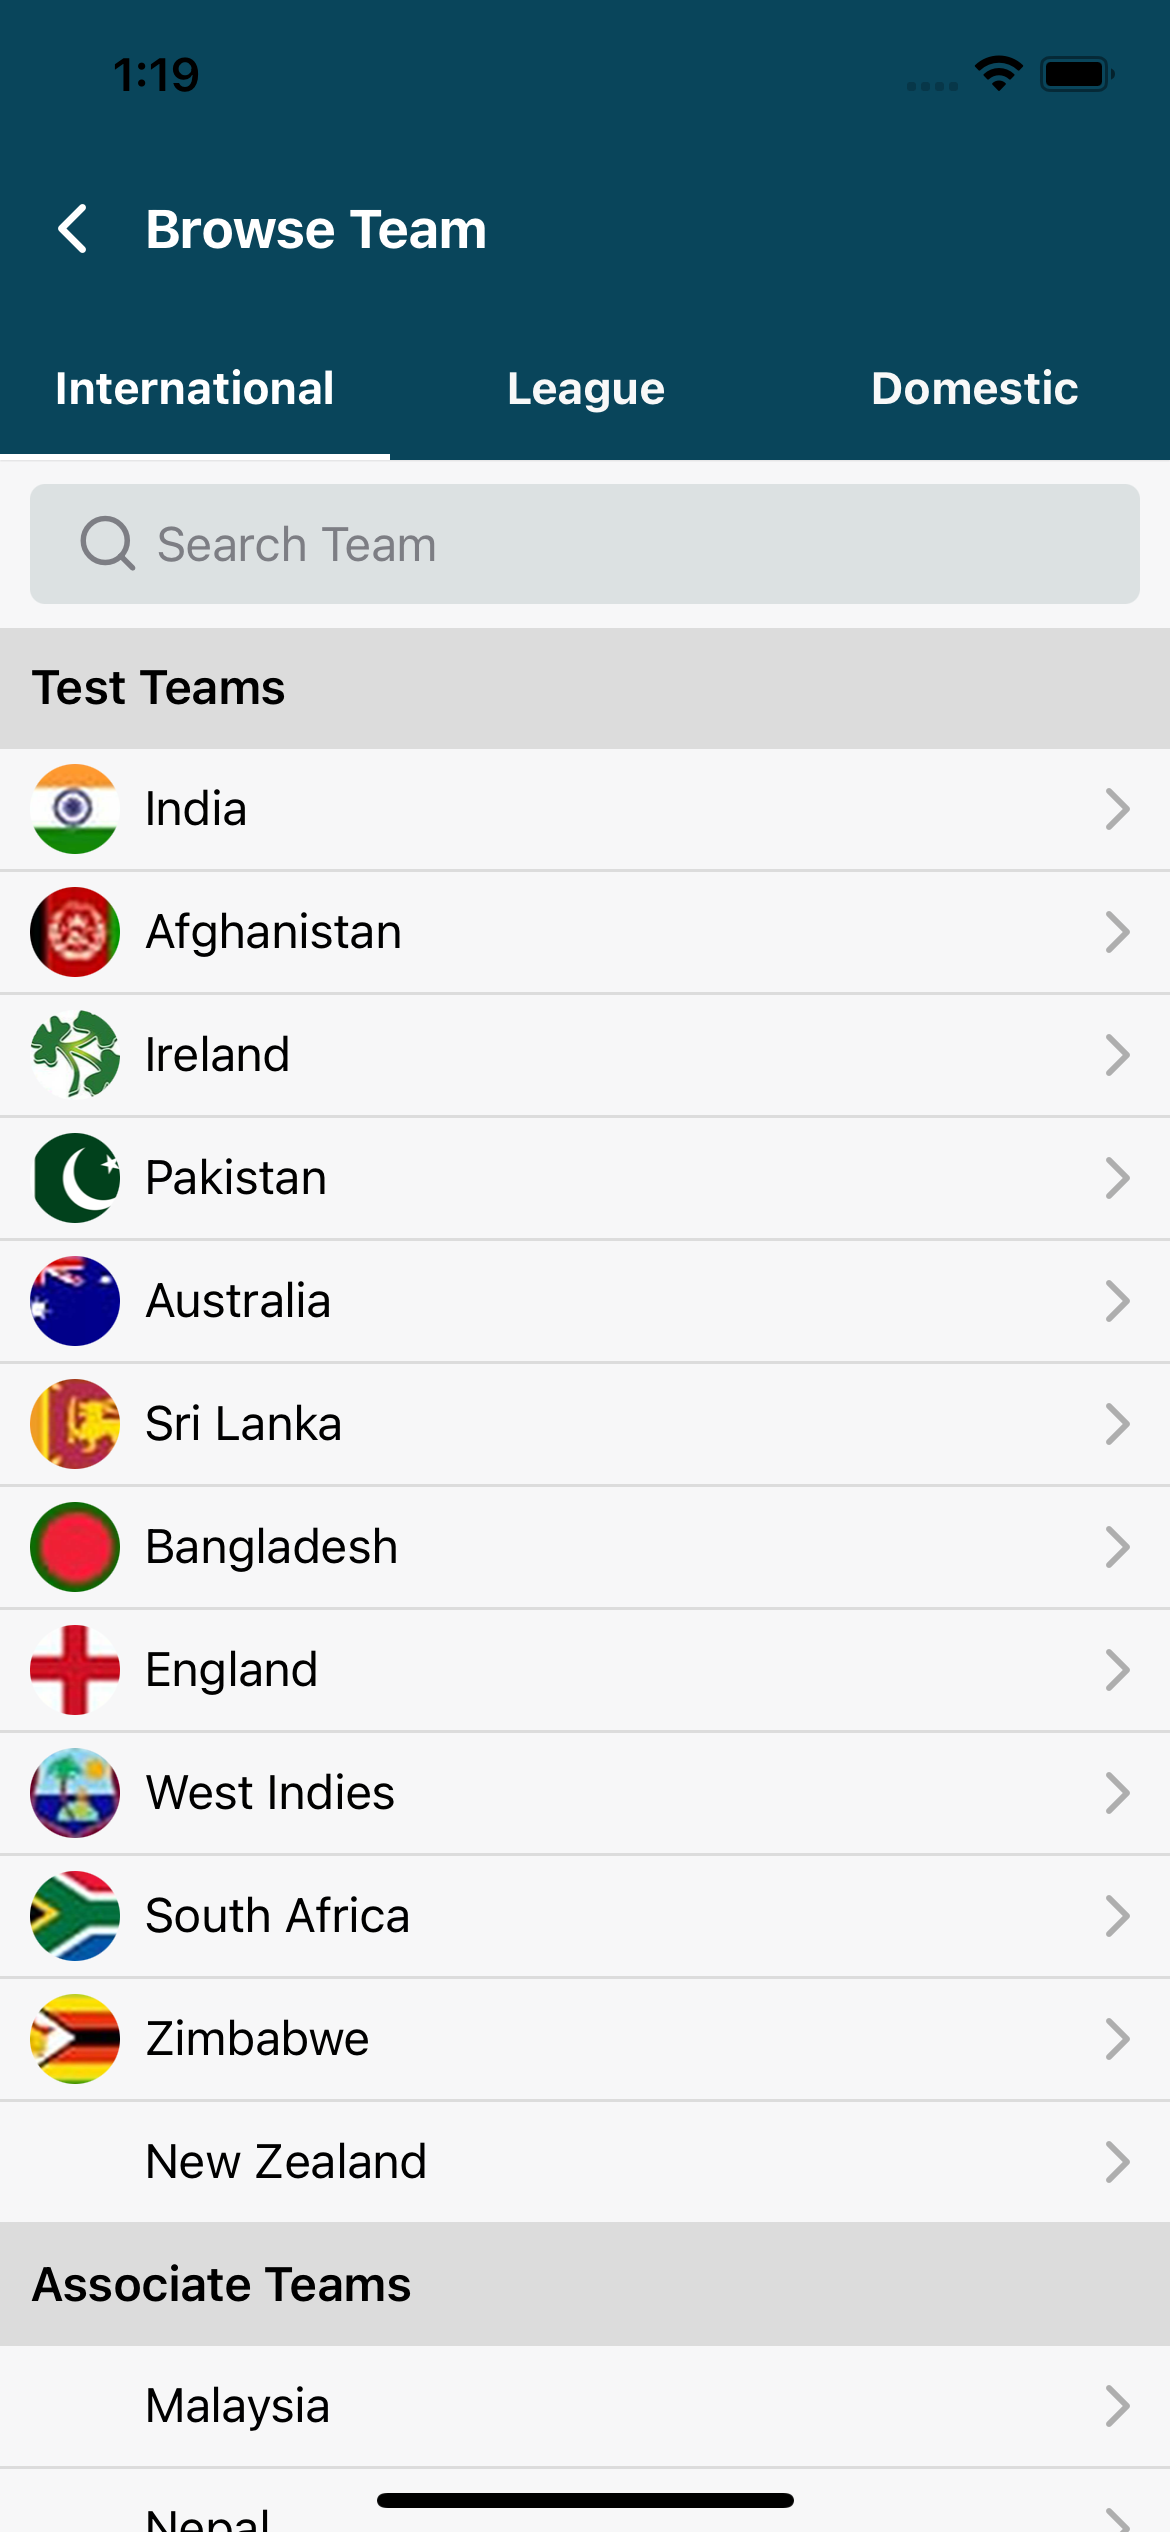 1:19
Browse Team
International League Domestic
Search Team
Test Teams
India
Afghanistan
Ireland
Pakistan
Australia
Sri Lanka
Bangladesh
England
West Indies
South Africa
Zimbabwe
New Zealand
Associate Teams
Malaysia
Nepal